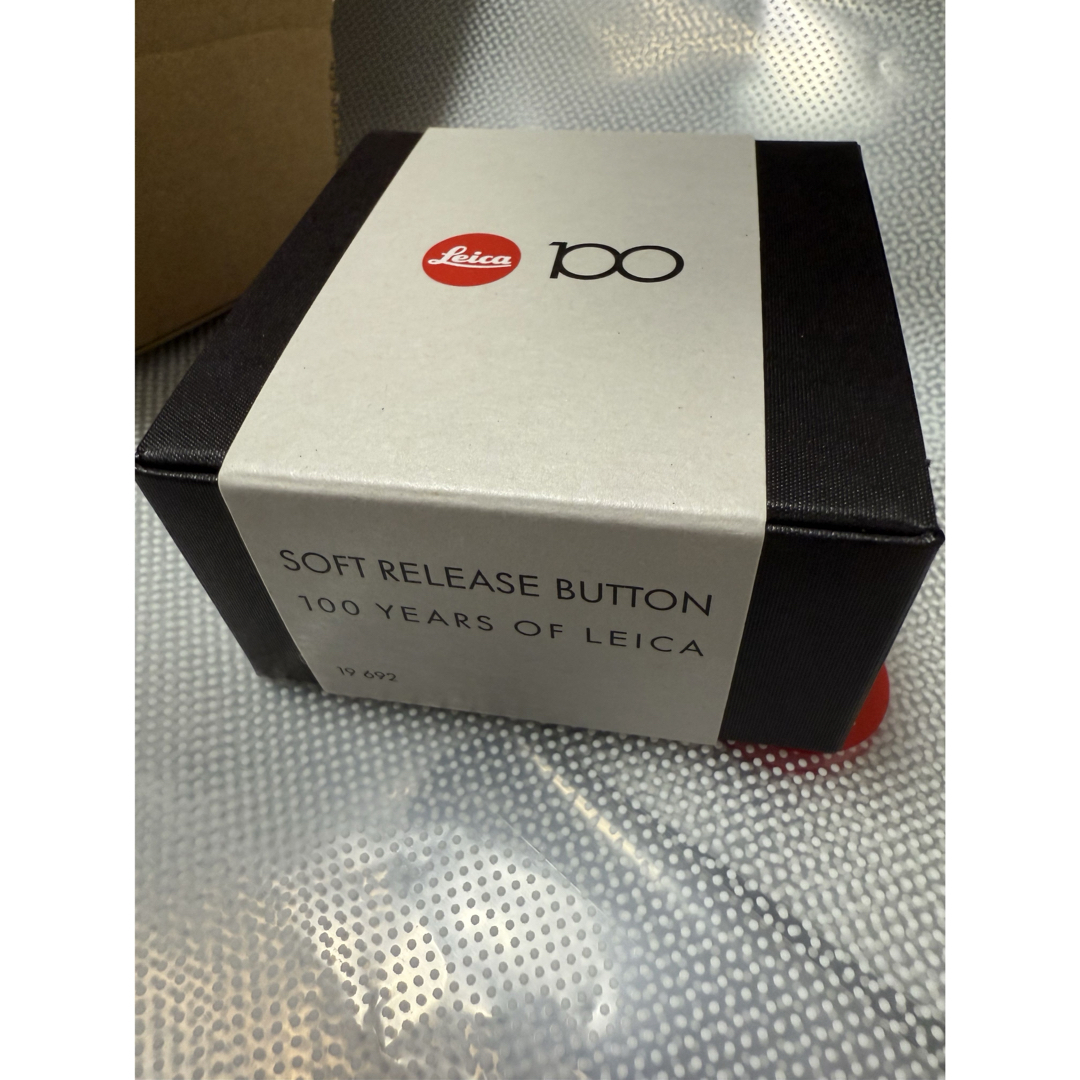 Leica 100
SOFT RELEASE BUTTON
100 YEARS OF LEICA
19 692